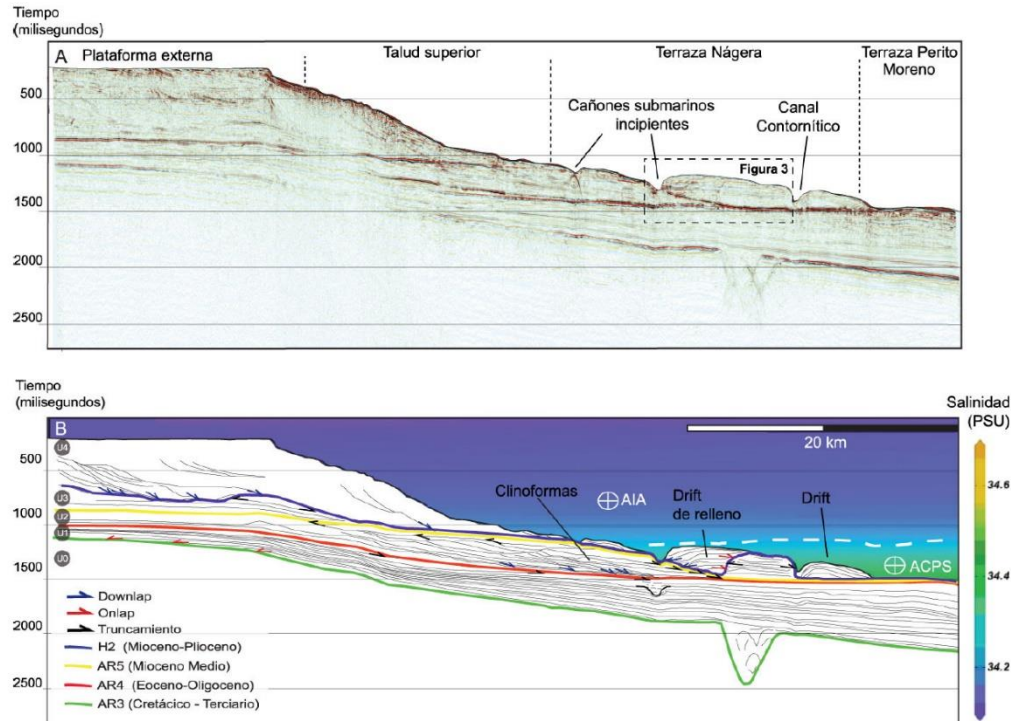 Tiempo
(milisegundos)
A
Plataforma externa
Talud superior
Terraza Nágera
Terraza Perito
Moreno
Cañones submarinos
incipientes
Canal
Contornítico
Figura 3
500
1000
1500
2000
2500
Tiempo
(milisegundos)
B
Salinidad
(PSU)
U4
U3
U2
U1
U0
500
1000
1500
2000
2500
20 km
Clinoformas
AIA
Drift
de relleno
Drift
ACPS
34.6
34.4
34.2
Downlap
Onlap
Truncamiento
H2 (Mioceno-Plioceno)
AR5 (Mioceno Medio)
AR4 (Eoceno-Oligoceno)
AR3 (Cretácico - Terciario)